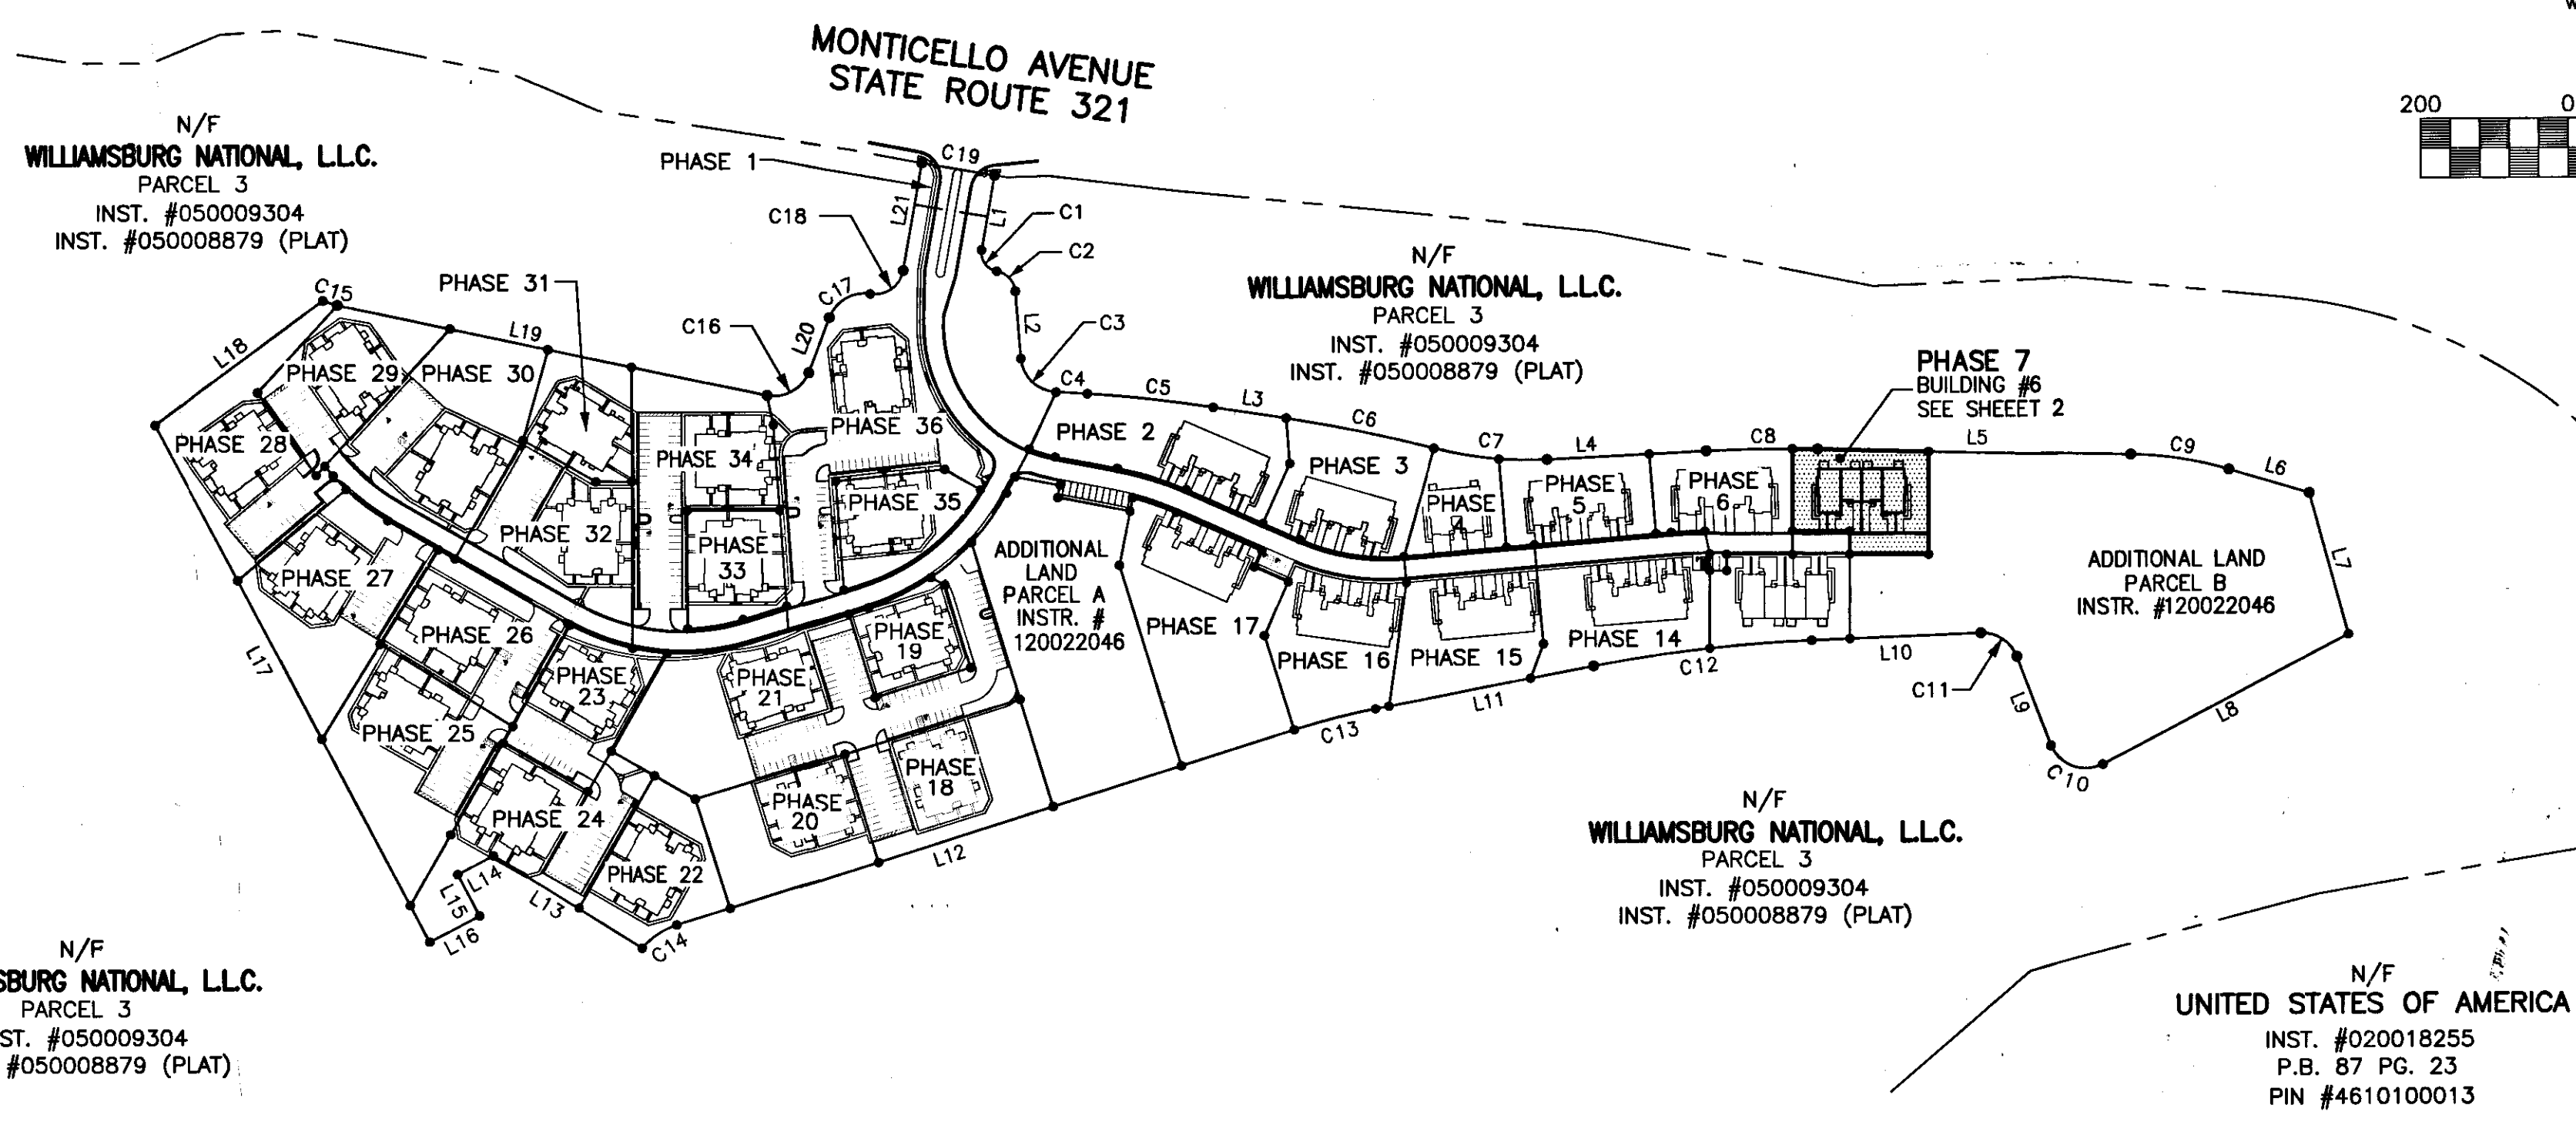 MONTICELLO AVENUE
STATE ROUTE 321
N/F
WILLIAMSBURG NATIONAL, L.L.C.
PARCEL 3
INST. #050009304
INST. #050008879 (PLAT)
200
0
PHASE 1
C19
L21
L1
C18
C1
C2
C17
L20
C16
L2
C3
C4
C5
L3
C6
C7
L4
C8
L5
C9
L6
N/F
WILLIAMSBURG NATIONAL, L.L.C.
PARCEL 3
INST. #050009304
INST. #050008879 (PLAT)
PHASE 7
BUILDING #6
SEE SHEEET 2
C15
L18
L19
PHASE 31
PHASE 29
PHASE 30
PHASE 28
PHASE 34
PHASE 36
PHASE 35
PHASE 32
PHASE
33
PHASE 27
PHASE 26
PHASE
23
PHASE 25
PHASE 24
PHASE 22
PHASE
21
PHASE
19
PHASE
20
PHASE
18
ADDITIONAL
LAND
PARCEL A
INSTR. #
120022046
PHASE 2
PHASE 3
PHASE
4
PHASE
5
PHASE
6
PHASE 17
PHASE 16
PHASE 15
PHASE 14
ADDITIONAL LAND
PARCEL B
INSTR. #120022046
L7
L8
L9
C10
C11
L10
C12
L11
C13
L12
C14
L13
L14
L15
L16
L17
N/F
WILLIAMSBURG NATIONAL, L.L.C.
PARCEL 3
INST. #050009304
INST. #050008879 (PLAT)
N/F
SBURG NATIONAL, L.L.C.
PARCEL 3
ST. #050009304
#050008879 (PLAT)
N/F
UNITED STATES OF AMERICA
INST. #020018255
P.B. 87 PG. 23
PIN #4610100013